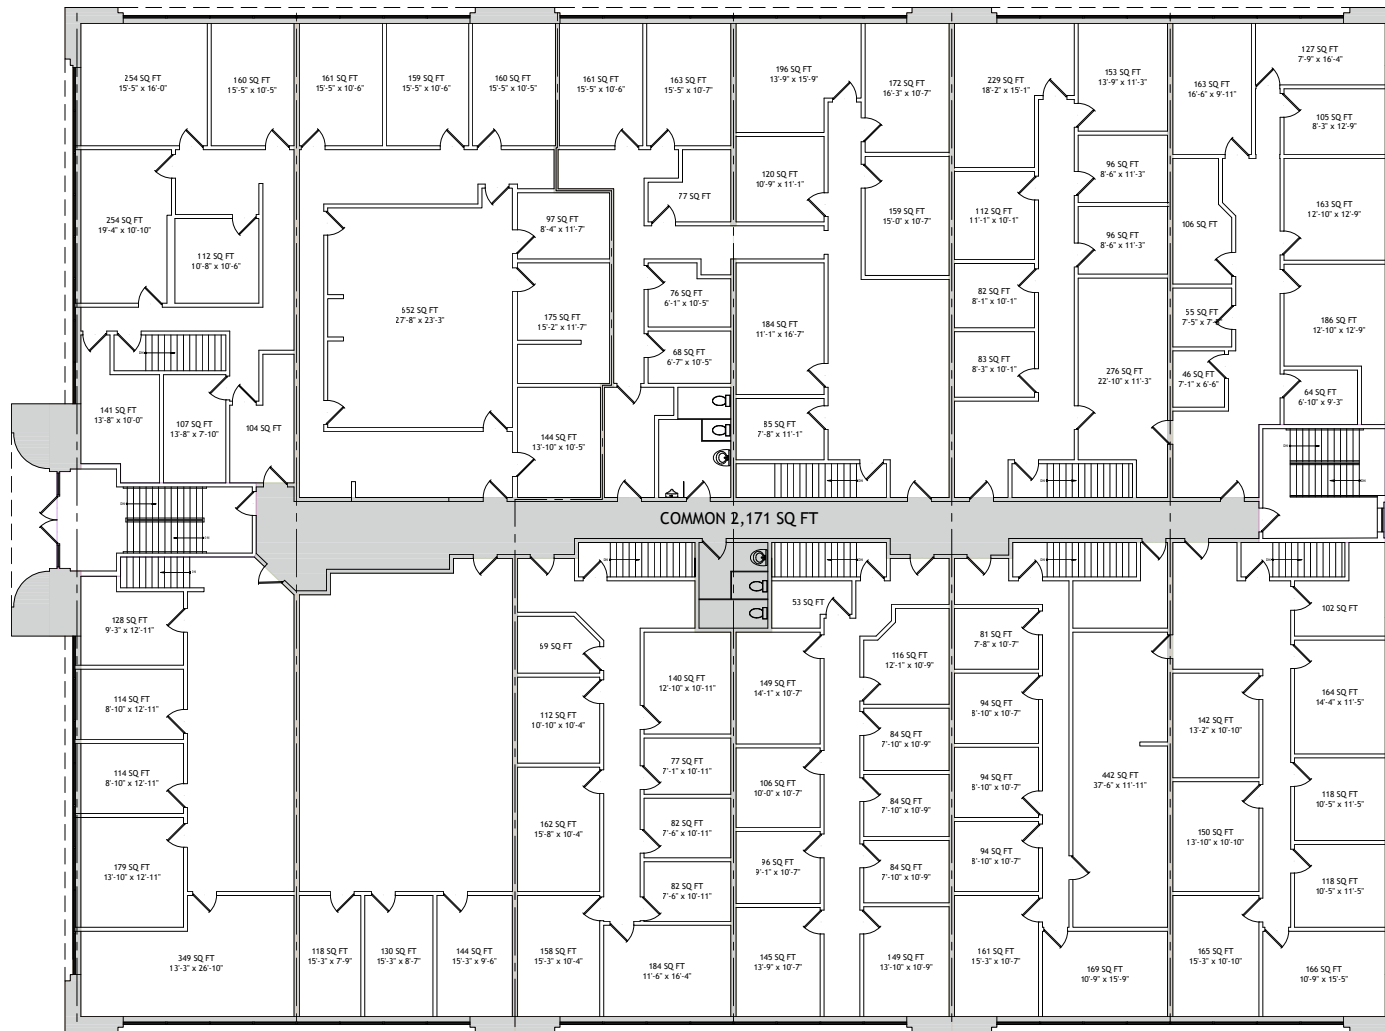 254 SQ FT
15'-5" x 16'-0"
160 SQ FT
15'-5" x 10'-5"
161 SQ FT
15'-5" x 10'-6"
159 SQ FT
15'-5" x 10'-6"
160 SQ FT
15'-5" x 10'-5"
161 SQ FT
15'-5" x 10'-6"
163 SQ FT
15'-5" x 10'-7"
196 SQ FT
13'-9" x 15'-9"
172 SQ FT
16'-3" x 10'-7"
229 SQ FT
18'-2" x 15'-1"
153 SQ FT
13'-9" x 11'-3"
163 SQ FT
16'-6" x 9'-11"
127 SQ FT
7'-9" x 16'-4"
105 SQ FT
8'-3" x 12'-9"
254 SQ FT
19'-4" x 10'-10"
112 SQ FT
10'-8" x 10'-6"
652 SQ FT
27'-8" x 23'-3"
97 SQ FT
8'-4" x 11'-7"
175 SQ FT
15'-2" x 11'-7"
77 SQ FT
76 SQ FT
6'-1" x 10'-5"
68 SQ FT
6'-7" x 10'-5"
120 SQ FT
10'-9" x 11'-1"
159 SQ FT
15'-0" x 10'-7"
184 SQ FT
11'-1" x 16'-7"
85 SQ FT
7'-8" x 11'-1"
112 SQ FT
11'-1" x 10'-1"
82 SQ FT
8'-1" x 10'-1"
83 SQ FT
8'-3" x 10'-1"
96 SQ FT
8'-6" x 11'-3"
96 SQ FT
8'-6" x 11'-3"
276 SQ FT
22'-10" x 11'-3"
106 SQ FT
55 SQ FT
46 SQ FT
7'-1" x 6'-6"
163 SQ FT
12'-10" x 12'-9"
186 SQ FT
12'-10" x 12'-9"
64 SQ FT
6'-10" x 9'-3"
141 SQ FT
13'-8" x 10'-0"
107 SQ FT
13'-8" x 7'-10"
104 SQ FT
144 SQ FT
13'-10" x 10'-5"
COMMON 2,171 SQ FT
128 SQ FT
9'-3" x 12'-11"
114 SQ FT
8'-10" x 12'-11"
114 SQ FT
8'-10" x 12'-11"
179 SQ FT
13'-10" x 12'-11"
349 SQ FT
13'-3" x 26'-10"
118 SQ FT
15'-3" x 7'-9"
130 SQ FT
15'-3" x 8'-7"
144 SQ FT
15'-3" x 9'-6"
69 SQ FT
112 SQ FT
10'-10" x 10'-4"
162 SQ FT
15'-8" x 10'-4"
158 SQ FT
15'-3" x 10'-4"
140 SQ FT
12'-10" x 10'-11"
77 SQ FT
7'-1" x 10'-11"
82 SQ FT
7'-6" x 10'-11"
82 SQ FT
7'-6" x 10'-11"
184 SQ FT
11'-6" x 16'-4"
53 SQ FT
149 SQ FT
14'-1" x 10'-7"
106 SQ FT
10'-0" x 10'-7"
96 SQ FT
9'-1" x 10'-7"
145 SQ FT
13'-9" x 10'-7"
116 SQ FT
12'-1" x 10'-9"
84 SQ FT
7'-10" x 10'-9"
84 SQ FT
7'-10" x 10'-9"
84 SQ FT
7'-10" x 10'-9"
149 SQ FT
13'-10" x 10'-9"
81 SQ FT
7'-8" x 10'-7"
94 SQ FT
8'-10" x 10'-7"
94 SQ FT
8'-10" x 10'-7"
94 SQ FT
8'-10" x 10'-7"
161 SQ FT
15'-3" x 10'-7"
442 SQ FT
37'-6" x 11'-11"
169 SQ FT
10'-9" x 15'-9"
142 SQ FT
13'-2" x 10'-10"
150 SQ FT
13'-10" x 10'-10"
165 SQ FT
15'-3" x 10'-10"
102 SQ FT
164 SQ FT
14'-4" x 11'-5"
118 SQ FT
10'-5" x 11'-5"
118 SQ FT
10'-5" x 11'-5"
166 SQ FT
10'-9" x 15'-5"